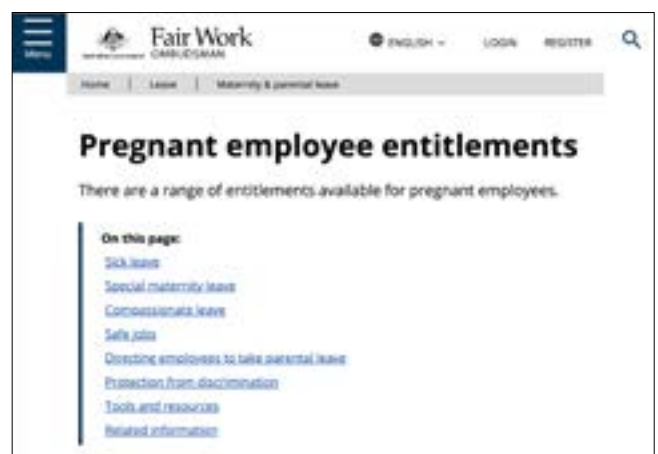 Menu
Fair Work
OMBUDSMAN
ENGLISH
LOGIN
REGISTER
Home | Leave | Maternity & parental leave
Pregnant employee entitlements
There are a range of entitlements available for pregnant employees.
On this page:
Sick leave
Special maternity leave
Compassionate leave
Safe jobs
Directing employees to take parental leave
Protection from discrimination
Tools and resources
Related information